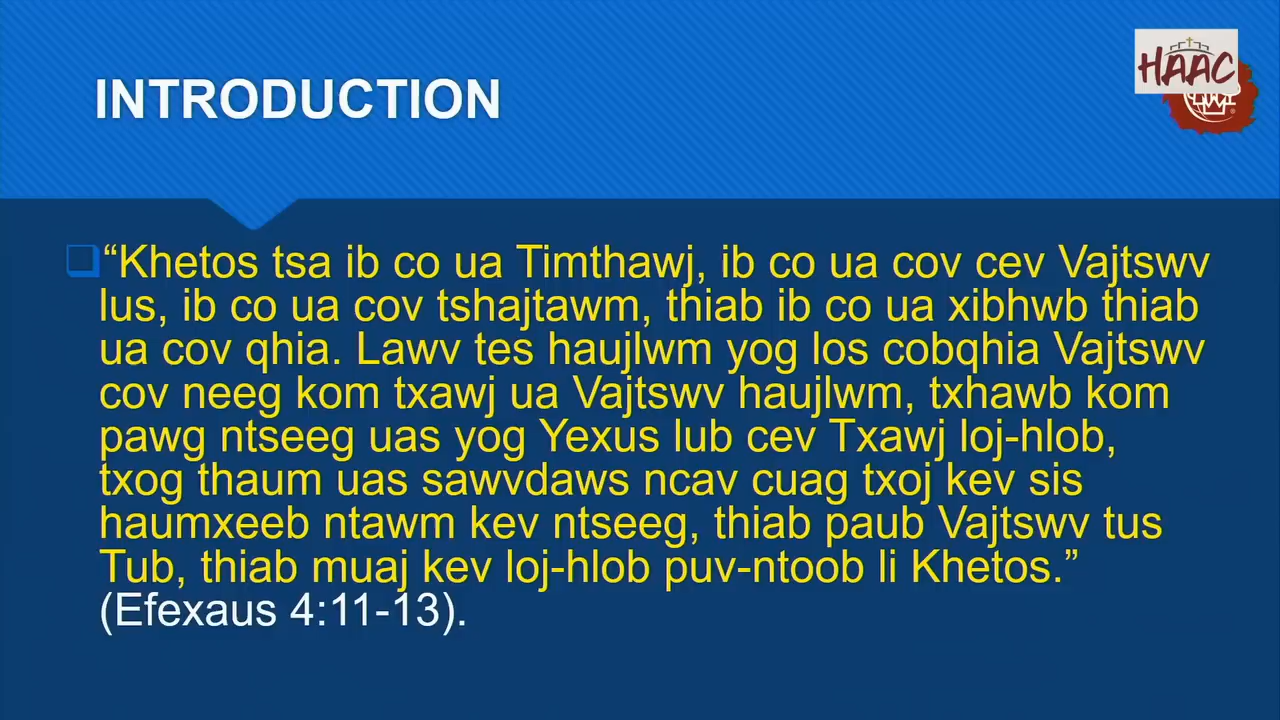 HAAC
INTRODUCTION
“Khetos tsa ib co ua Timthawj, ib co ua cov cev Vajtswv
lus, ib co ua cov tshajtawm, thiab ib co ua xibhwb thiab
ua cov qhia. Lawv tes haujlwm yog los cobqhia Vajtswv
cov neeg kom txawj ua Vajtswv haujlwm, txhawb kom
pawg ntseeg uas yog Yexus lub cev Txawj loj-hlob,
txog thaum uas sawvdaws ncav cuag txoj kev sis
haumxeeb ntawm kev ntseeg, thiab paub Vajtswv tus
Tub, thiab muaj kev loj-hlob puv-ntoob li Khetos.”
(Efexaus 4:11-13).